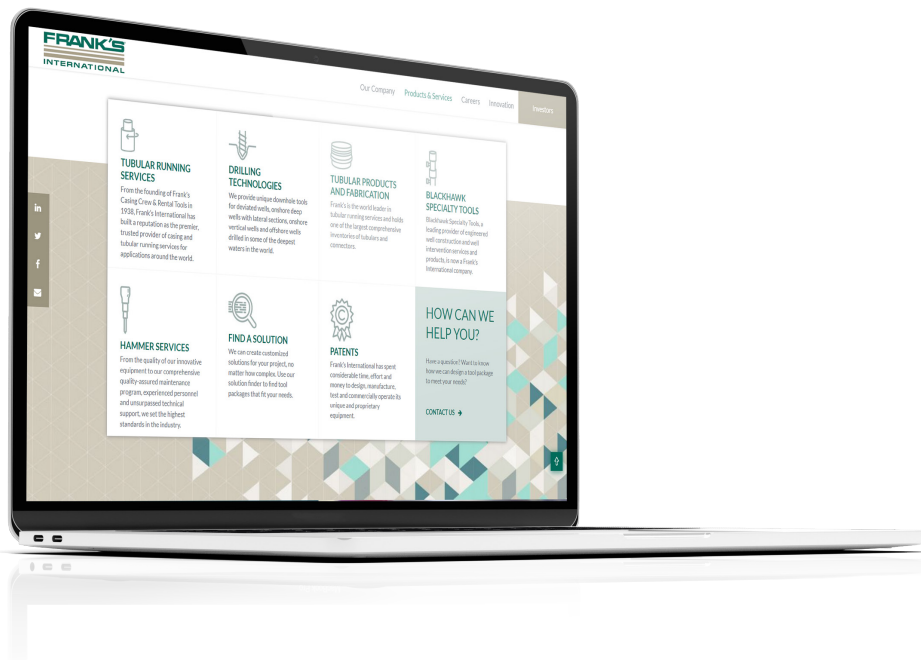 FRANK'S
INTERNATIONAL
Our Company
Products & Services
Careers
Innovation
Investors
TUBULAR RUNNING
SERVICES
From the founding of Frank's
Casing Crew & Rental Tools in
1938, Frank's International has
built a reputation as the premier,
trusted provider of casing and
tubular running services for
applications around the world.
DRILLING
TECHNOLOGIES
We provide unique downhole tools
for deviated wells, onshore deep
wells with lateral sections, onshore
vertical wells and offshore wells
drilled in some of the deepest
waters in the world.
TUBULAR PRODUCTS
AND FABRICATION
Frank's is the world leader in
tubular running services and holds
one of the largest comprehensive
inventories of tubulars and
connectors.
BLACKHAWK
SPECIALTY TOOLS
Blackhawk Specialty Tools, a
leading provider of engineered
well construction and well
intervention services and
products, is now a Frank's
International company.
HAMMER SERVICES
From the quality of our innovative
equipment to our comprehensive
quality-assured maintenance
program, experienced personnel
and unsurpassed technical
support, we set the highest
standards in the industry.
FIND A SOLUTION
We can create customized
solutions for your project, no
matter how complex. Use our
solution finder to find tool
packages that fit your needs.
PATENTS
Frank's International has spent
considerable time, effort and
money to design, manufacture,
test and commercially operate its
unique and proprietary
equipment.
HOW CAN WE
HELP YOU?
Have a question? Want to know
how we can design a tool package
to meet your needs?
CONTACT US